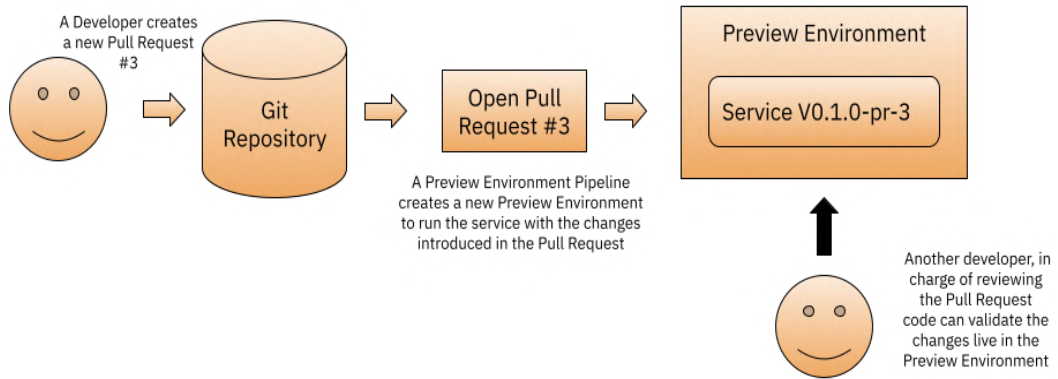 A Developer creates
a new Pull Request
#3
Git
Repository
Open Pull
Request #3
A Preview Environment Pipeline
creates a new Preview Environment
to run the service with the changes
introduced in the Pull Request
Preview Environment
Service V0.1.0-pr-3
Another developer, in
charge of reviewing
the Pull Request
code can validate the
changes live in the
Preview Environment